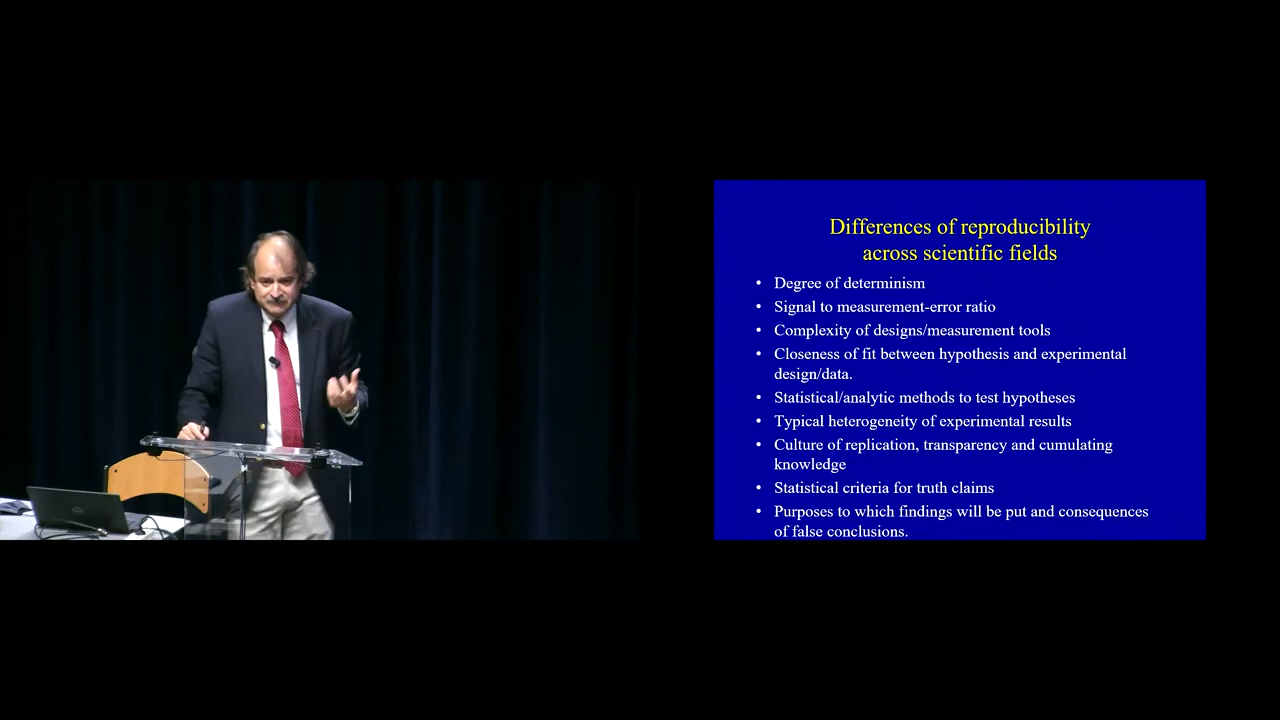 Differences of reproducibility
across scientific fields
• Degree of determinism
• Signal to measurement-error ratio
• Complexity of designs/measurement tools
• Closeness of fit between hypothesis and experimental
design/data.
• Statistical/analytic methods to test hypotheses
• Typical heterogeneity of experimental results
• Culture of replication, transparency and cumulating
knowledge
• Statistical criteria for truth claims
• Purposes to which findings will be put and consequences
of false conclusions.